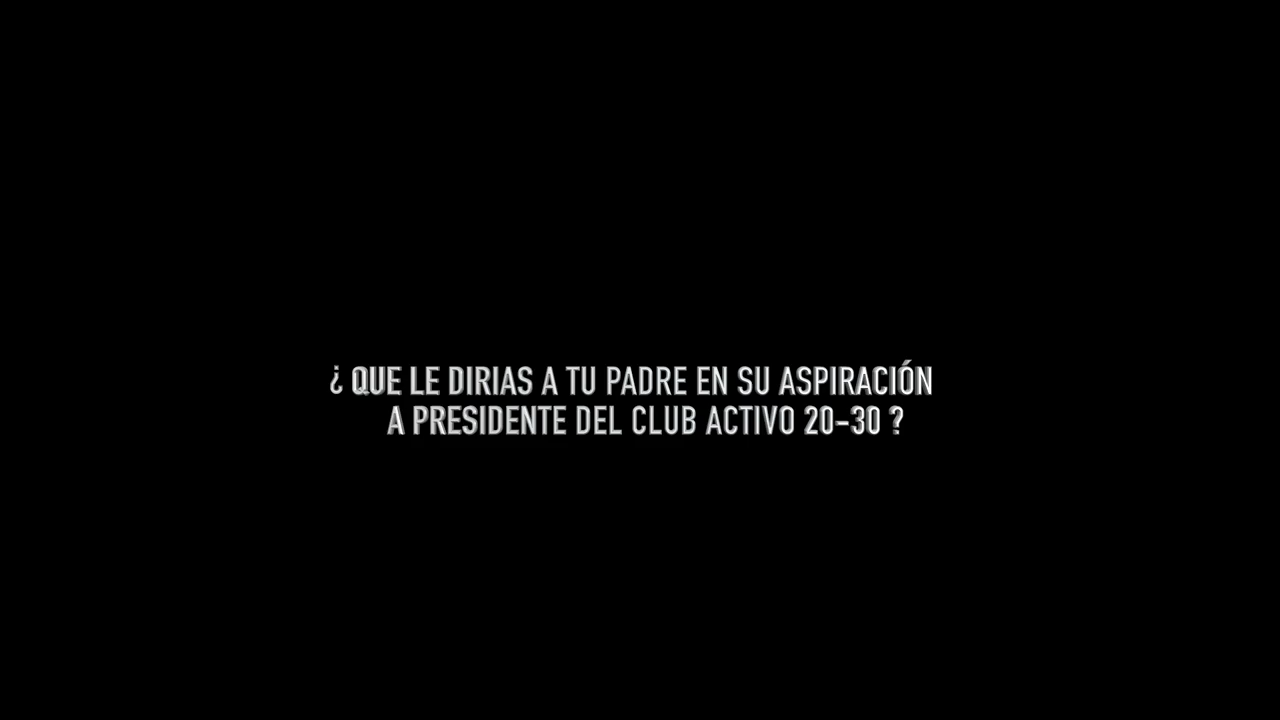 ¿ QUE LE DIRIAS A TU PADRE EN SU ASPIRACIÓN
A PRESIDENTE DEL CLUB ACTIVO 20-30 ?